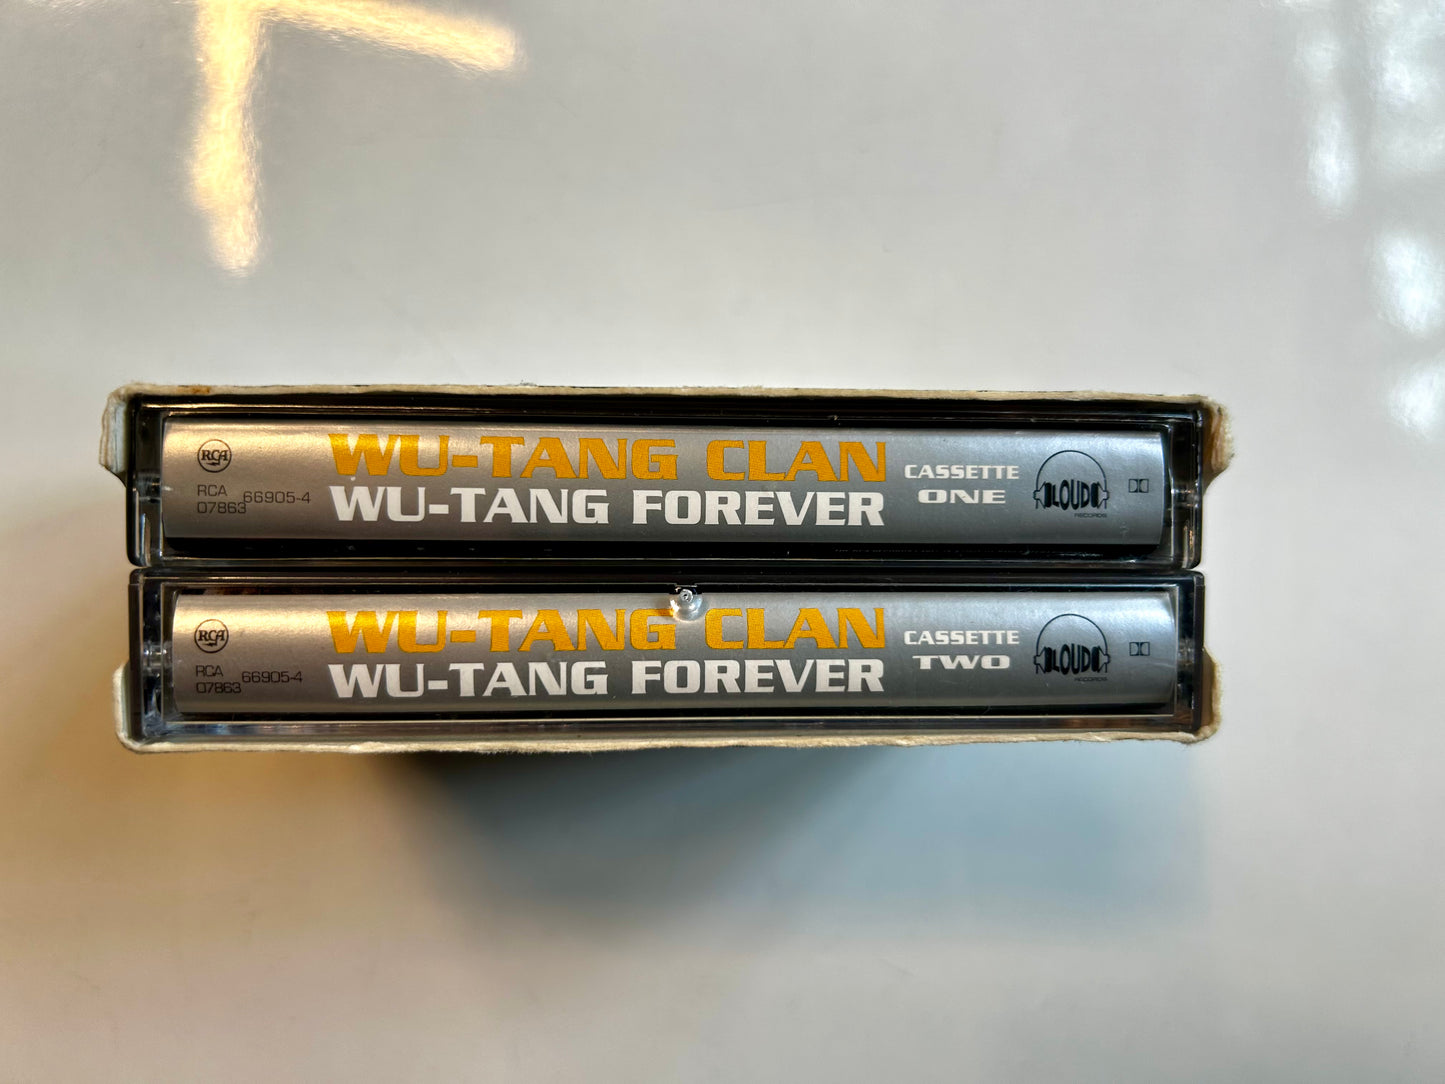 RCA
RCA 66905-4
07863
WU-TANG CLAN
WU-TANG FOREVER
CASSETTE
ONE
LOUD
RECORDS
RCA
RCA 66905-4
07863
WU-TANG CLAN
WU-TANG FOREVER
CASSETTE
TWO
LOUD
RECORDS